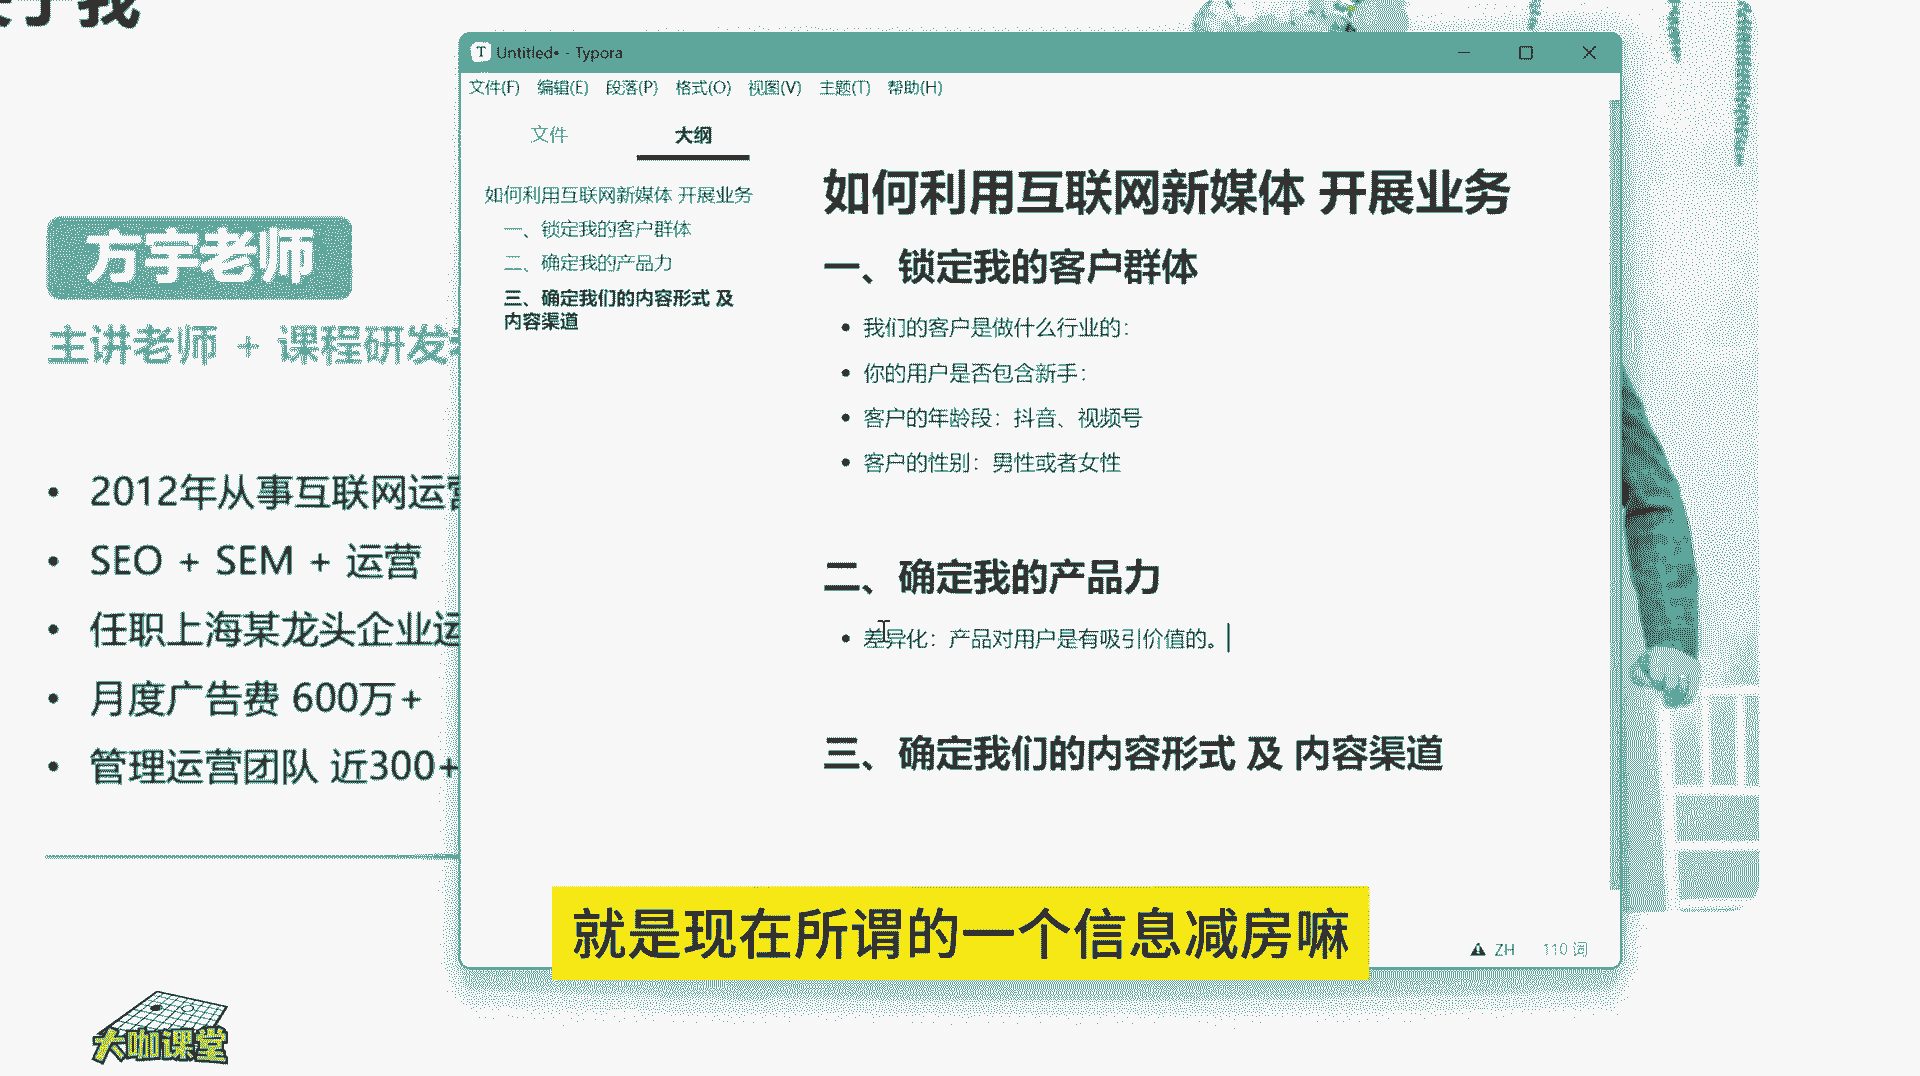 于我
Untitled• - Typora
文件(F) 编辑(E) 段落(P) 格式(O) 视图(V) 主题(T) 帮助(H)
文件 大纲
如何利用互联网新媒体 开展业务
一、锁定我的客户群体
二、确定我的产品力
三、确定我们的内容形式 及
内容渠道
如何利用互联网新媒体 开展业务
一、锁定我的客户群体
• 我们的客户是做什么行业的：
• 你的用户是否包含新手：
• 客户的年龄段：抖音、视频号
• 客户的性别：男性或者女性
二、确定我的产品力
• 差异化：产品对用户是有吸引价值的。
三、确定我们的内容形式 及 内容渠道
ZH 110 词
方宇老师
主讲老师 + 课程研发
• 2012年从事互联网运营
• SEO + SEM + 运营
• 任职上海某龙头企业运
• 月度广告费 600万+
• 管理运营团队 近300+
就是现在所谓的一个信息减房嘛
大咖课堂